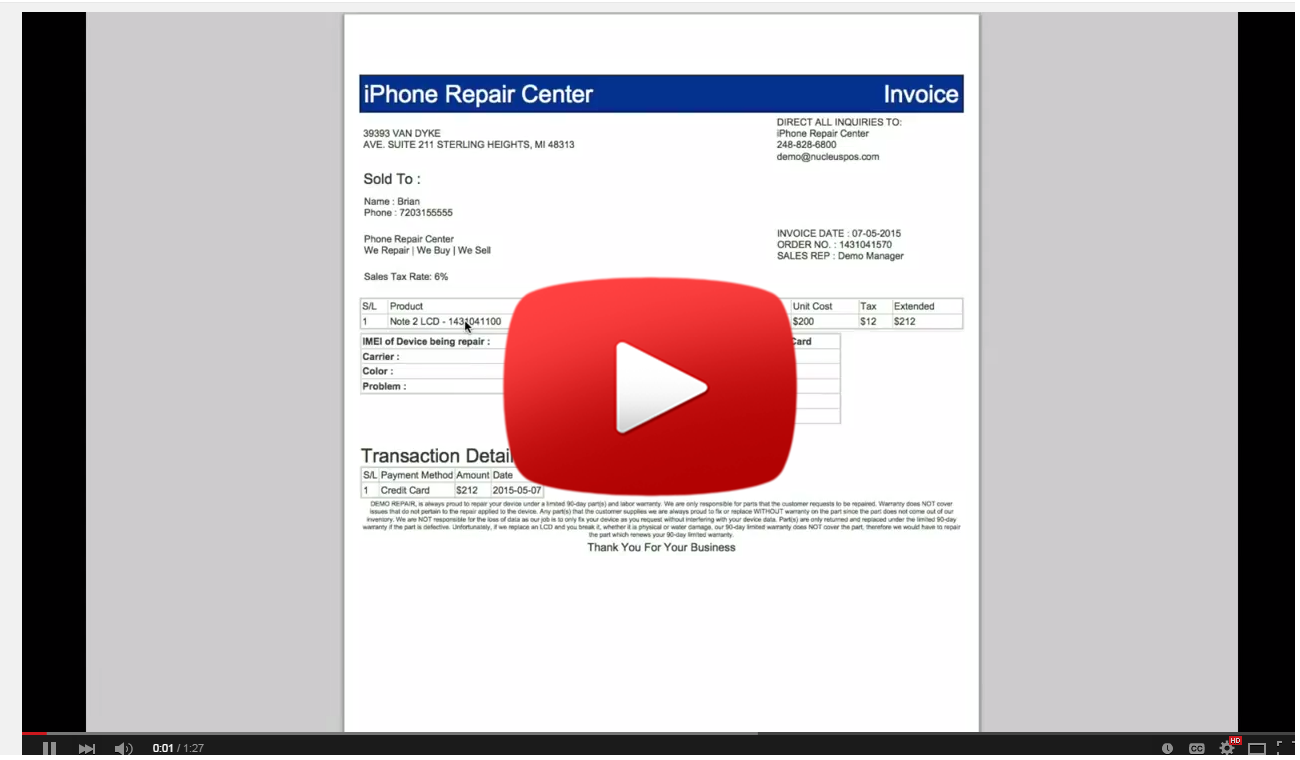 iPhone Repair Center Invoice
39393 VAN DYKE
AVE. SUITE 211 STERLING HEIGHTS, MI 48313
DIRECT ALL INQUIRIES TO:
iPhone Repair Center
248-828-6800
demo@nucleuspos.com
Sold To :
Name : Brian
Phone : 7203155555
Phone Repair Center
We Repair | We Buy | We Sell
INVOICE DATE : 07-05-2015
ORDER NO. : 1431041570
SALES REP : Demo Manager
Sales Tax Rate: 6%
S/L Product Unit Cost Tax Extended
1 Note 2 LCD - 1431041100 $200 $12 $212
IMEI of Device being repair : Card
Carrier :
Color :
Problem :
Transaction Detai
S/L Payment Method Amount Date
1 Credit Card $212 2015-05-07
DEMO REPAIR, is always proud to repair your device under a limited 90-day part(s) and labor warranty. We are only responsible for parts that the customer requests to be repaired. Warranty does NOT cover
issues that do not pertain to the repair applied to the device. Any part(s) that the customer supplies we are always proud to fix or replace WITHOUT warranty on the part since the part does not come out of our
inventory. We are NOT responsible for the loss of data as our job is to only fix your device as you request without interfering with your device data. Part(s) are only returned and replaced under the limited 90-day
warranty if the part is defective. Unfortunately, if we replace an LCD and you break it, whether it is physical or water damage, our 90-day limited warranty does NOT cover the part, therefore we would have to repair
the part which renews your 90-day limited warranty.
Thank You For Your Business
0:01 / 1:27
CC
HD